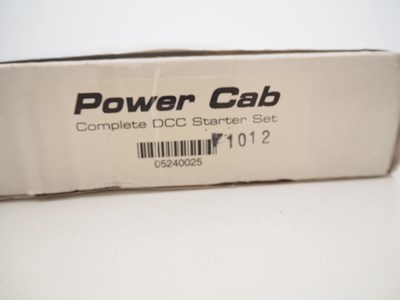 Power Cab
Complete DCC Starter Set
1012
05240025